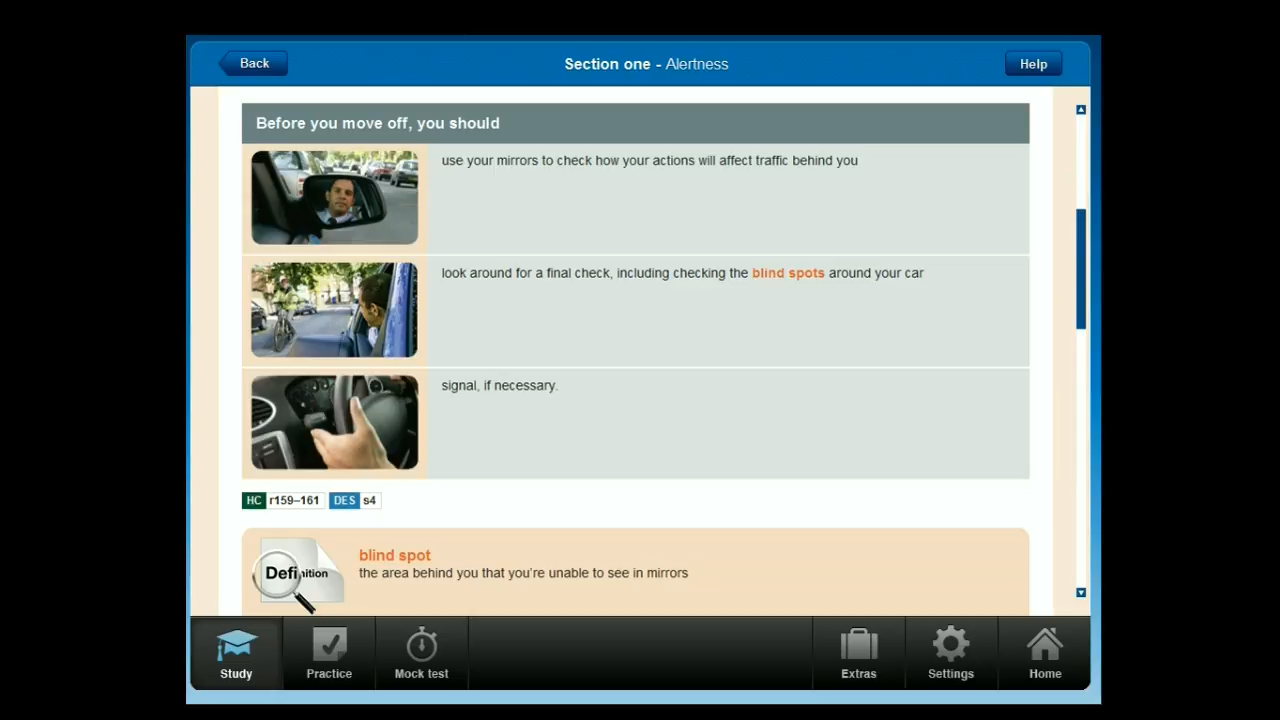 Back
Section one - Alertness
Help
Before you move off, you should
use your mirrors to check how your actions will affect traffic behind you
look around for a final check, including checking the blind spots around your car
signal, if necessary.
HC r159–161 DES s4
Definition
blind spot
the area behind you that you're unable to see in mirrors
Study
Practice
Mock test
Extras
Settings
Home